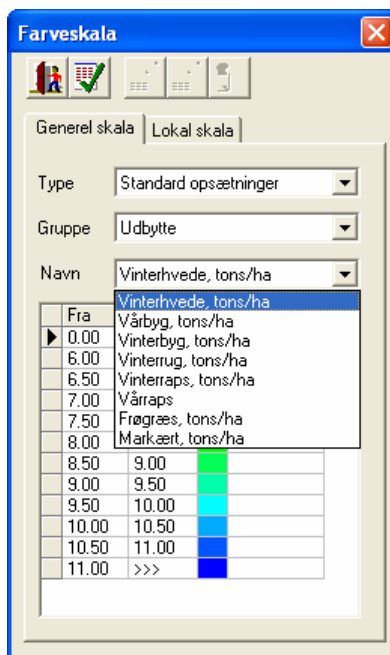 Farveskala
Generel skala Lokal skala
Type Standard opsætninger
Gruppe Udbytte
Navn Vinterhvede, tons/ha
Vinterhvede, tons/ha
Vårbyg, tons/ha
Vinterbyg, tons/ha
Vinterrug, tons/ha
Vinterraps, tons/ha
Vårraps
Frøgræs, tons/ha
Markært, tons/ha
Fra
0.00
6.00
6.50
7.00
7.50
8.00
8.50 9.00
9.00 9.50
9.50 10.00
10.00 10.50
10.50 11.00
11.00 >>>